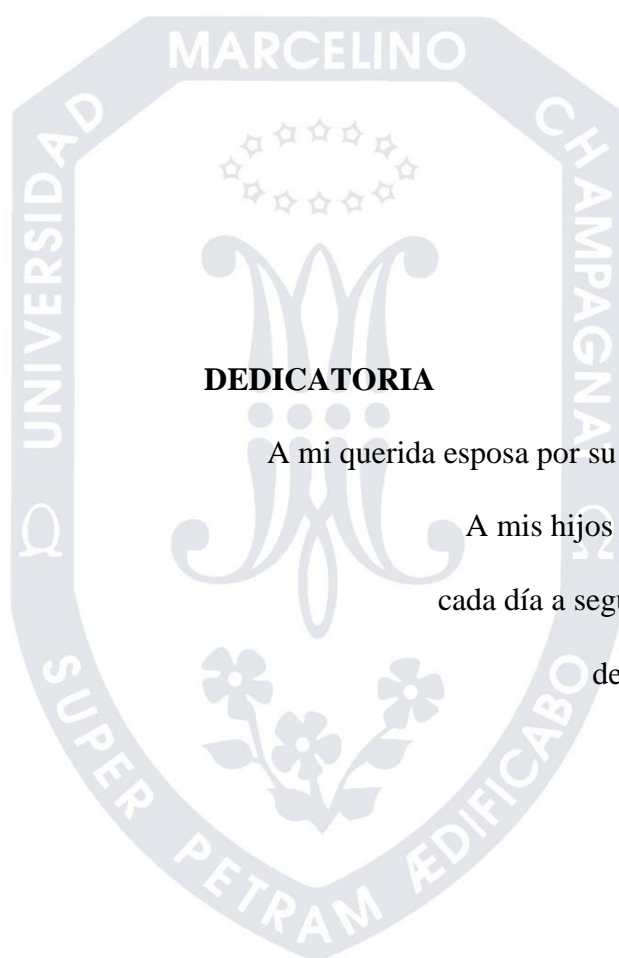 UNIVERSIDAD MARCELINO CHAMPAGNAT
DEDICATORIA
A mi querida esposa por su
A mis hijos
cada día a segu
de
SUPER PETRAM ÆDIFICABO